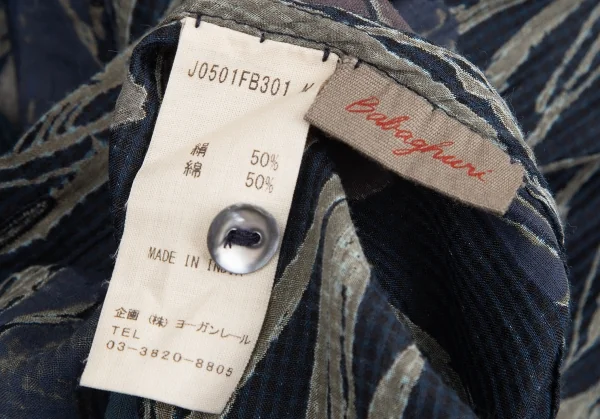 J0501FB301 M
絹 50%
綿 50%
MADE IN INDIA
企画 (株) ヨーガンレール
TEL
03-3820-8805
Babaghuri